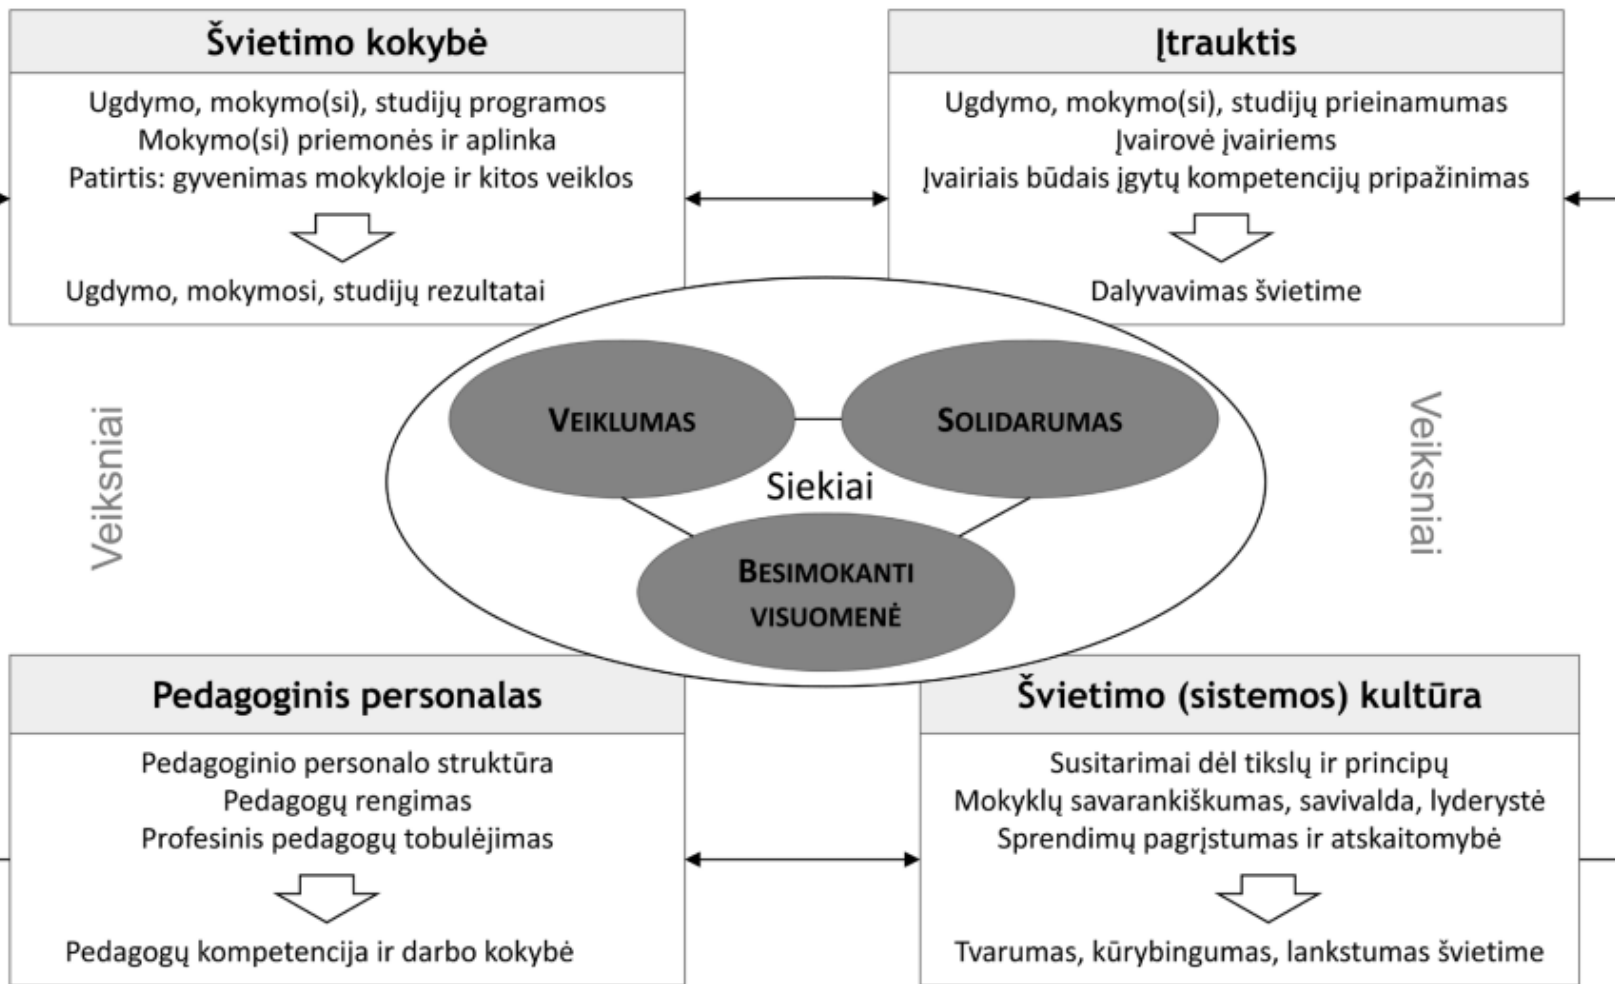 Švietimo kokybė
Ugdymo, mokymo(si), studijų programos
Mokymo(si) priemonės ir aplinka
Patirtis: gyvenimas mokykloje ir kitos veiklos
Ugdymo, mokymosi, studijų rezultatai
Įtrauktis
Ugdymo, mokymo(si), studijų prieinamumas
Įvairovė įvairiems
Įvairiais būdais įgytų kompetencijų pripažinimas
Dalyvavimas švietime
Veiksniai
VEIKLUMAS
SOLIDARUMAS
Siekiai
BESIMOKANTI
VISUOMENĖ
Veiksniai
Pedagoginis personalas
Pedagoginio personalo struktūra
Pedagogų rengimas
Profesinis pedagogų tobulėjimas
Pedagogų kompetencija ir darbo kokybė
Švietimo (sistemos) kultūra
Susitarimai dėl tikslų ir principų
Mokyklų savarankiškumas, savivalda, lyderystė
Sprendimų pagrįstumas ir atskaitomybė
Tvarumas, kūrybingumas, lankstumas švietime